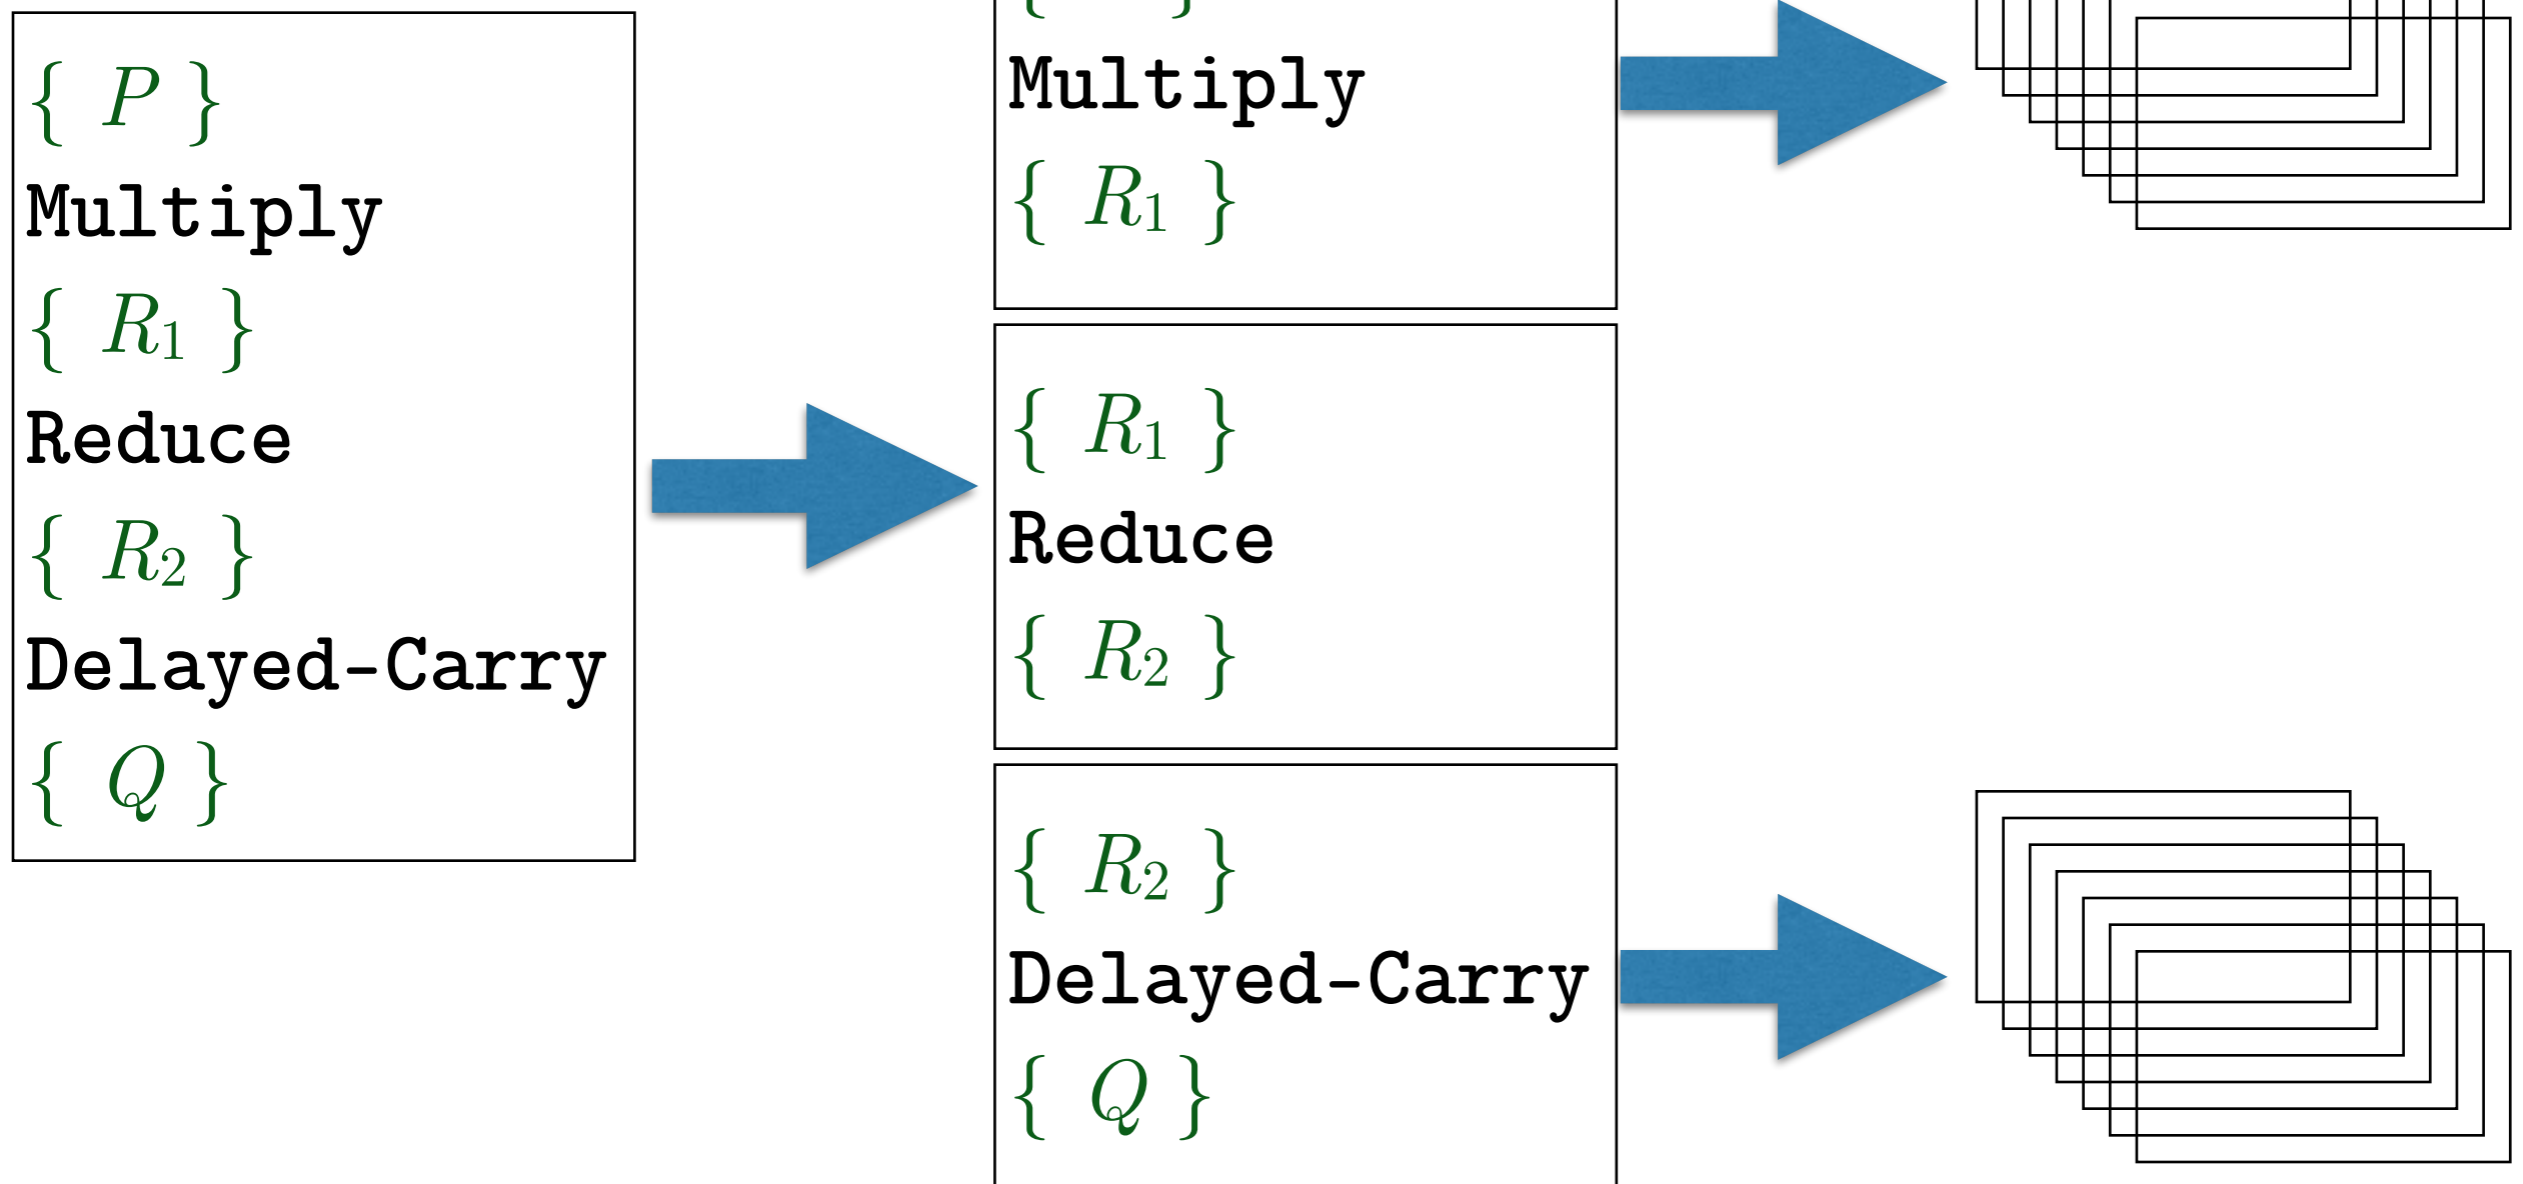 { P }
Multiply
{ R₁ }
Reduce
{ R₂ }
Delayed-Carry
{ Q }
Multiply
{ R₁ }
{ R₁ }
Reduce
{ R₂ }
{ R₂ }
Delayed-Carry
{ Q }